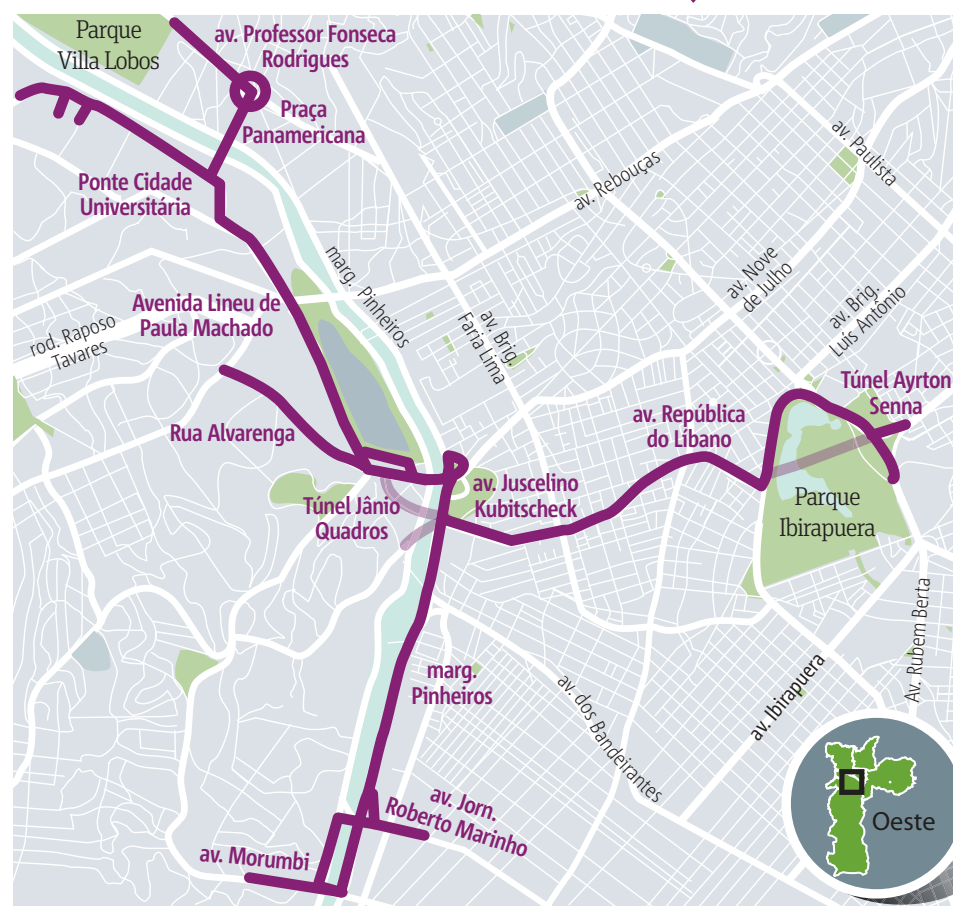 Parque
Villa Lobos
av. Professor Fonseca
Rodrigues
Praça
Panamericana
Ponte Cidade
Universitária
av. Rebouças
av. Paulista
marg. Pinheiros
av. Nove
de Julho
av. Brig.
Luís Antônio
Avenida Lineu de
Paula Machado
rod. Raposo
Tavares
av. Brig.
Faria Lima
Túnel Ayrton
Senna
Rua Alvarenga
av. República
do Líbano
Túnel Jânio
Quadros
av. Juscelino
Kubitscheck
Parque
Ibirapuera
marg.
Pinheiros
av. dos Bandeirantes
av. Ibirapuera
Av. Rubem Berta
av. Jorn.
Roberto Marinho
av. Morumbi
Oeste